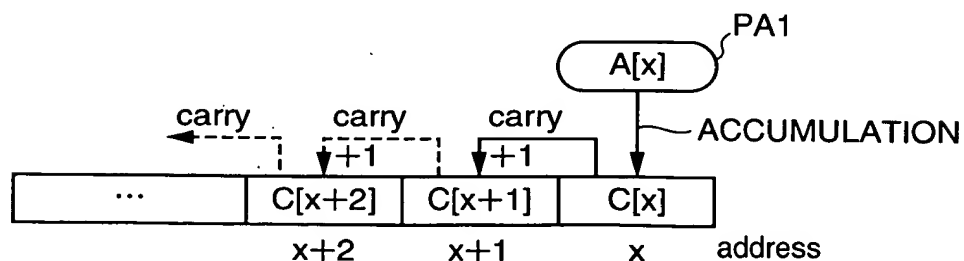 PA1
A[x]
carry carry carry ACCUMULATION
+1 +1
... C[x+2] C[x+1] C[x]
x+2 x+1 x address